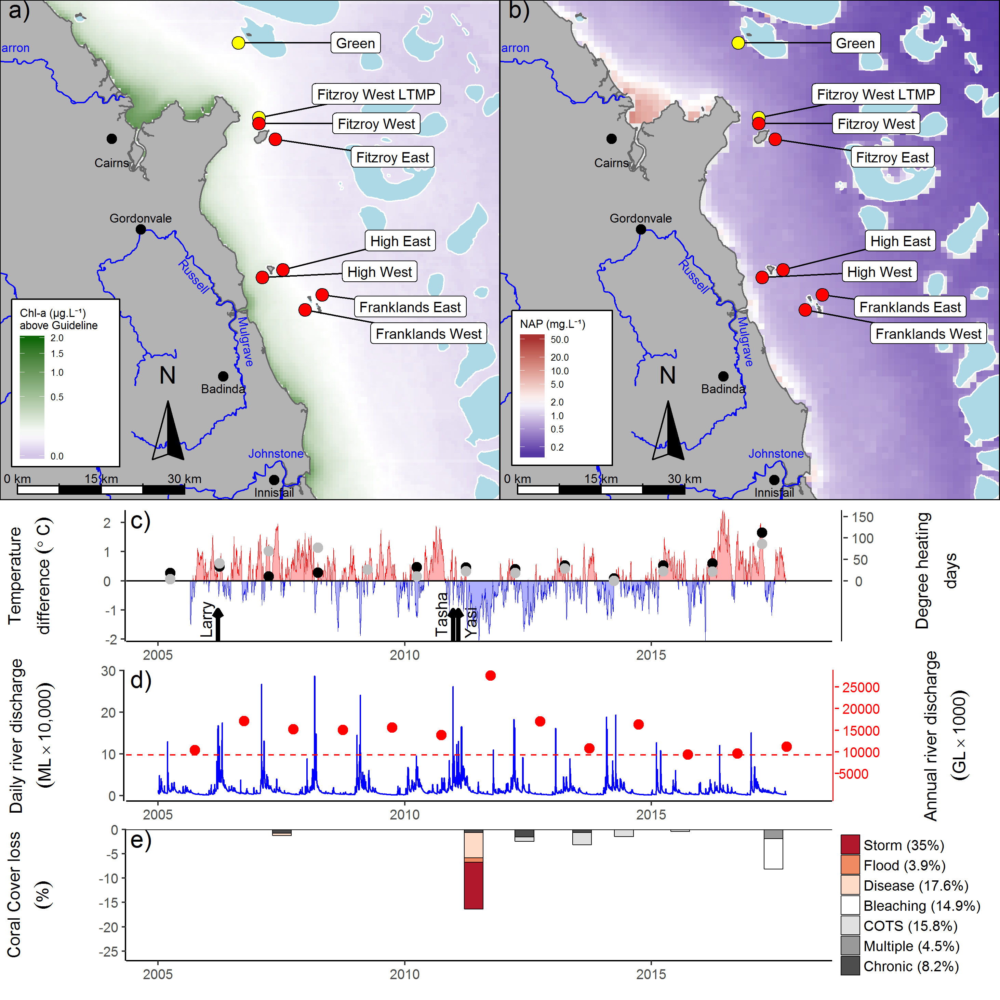 a)
arron
Green
Fitzroy West LTMP
Fitzroy West
Fitzroy East
Cairns
Gordonvale
Russell
High East
High West
Franklands East
Franklands West
Mulgrave
Chl-a (µg.L⁻¹)
above Guideline
2.0
1.5
1.0
0.5
0.0
N
Badinda
Johnstone
Innisfail
0 km
15 km
30 km
b)
arron
Green
Fitzroy West LTMP
Fitzroy West
Fitzroy East
Cairns
Gordonvale
Russell
High East
High West
Franklands East
Franklands West
Mulgrave
NAP (mg.L⁻¹)
50.0
20.0
10.0
5.0
2.0
1.0
0.5
0.2
N
Badinda
Johnstone
Innisfail
0 km
15 km
30 km
c)
Temperature
difference (° C)
2
1
0
-1
-2
Larry
Tasha
Yasi
150
100
50
0
Degree heating
days
2005
2010
2015
d)
Daily river discharge
(ML × 10,000)
30
20
10
0
25000
20000
15000
10000
5000
Annual river discharge
(GL × 1000)
2005
2010
2015
e)
Coral Cover loss
(%)
0
-5
-10
-15
-20
-25
2005
2010
2015
Storm (35%)
Flood (3.9%)
Disease (17.6%)
Bleaching (14.9%)
COTS (15.8%)
Multiple (4.5%)
Chronic (8.2%)